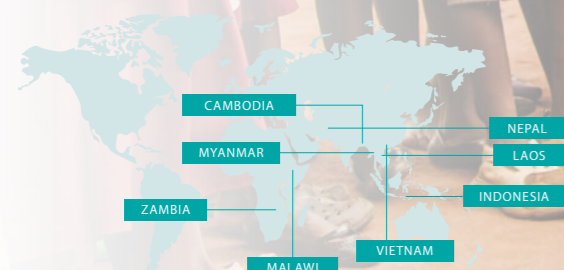 CAMBODIA
NEPAL
MYANMAR
LAOS
INDONESIA
ZAMBIA
VIETNAM
MALAWI